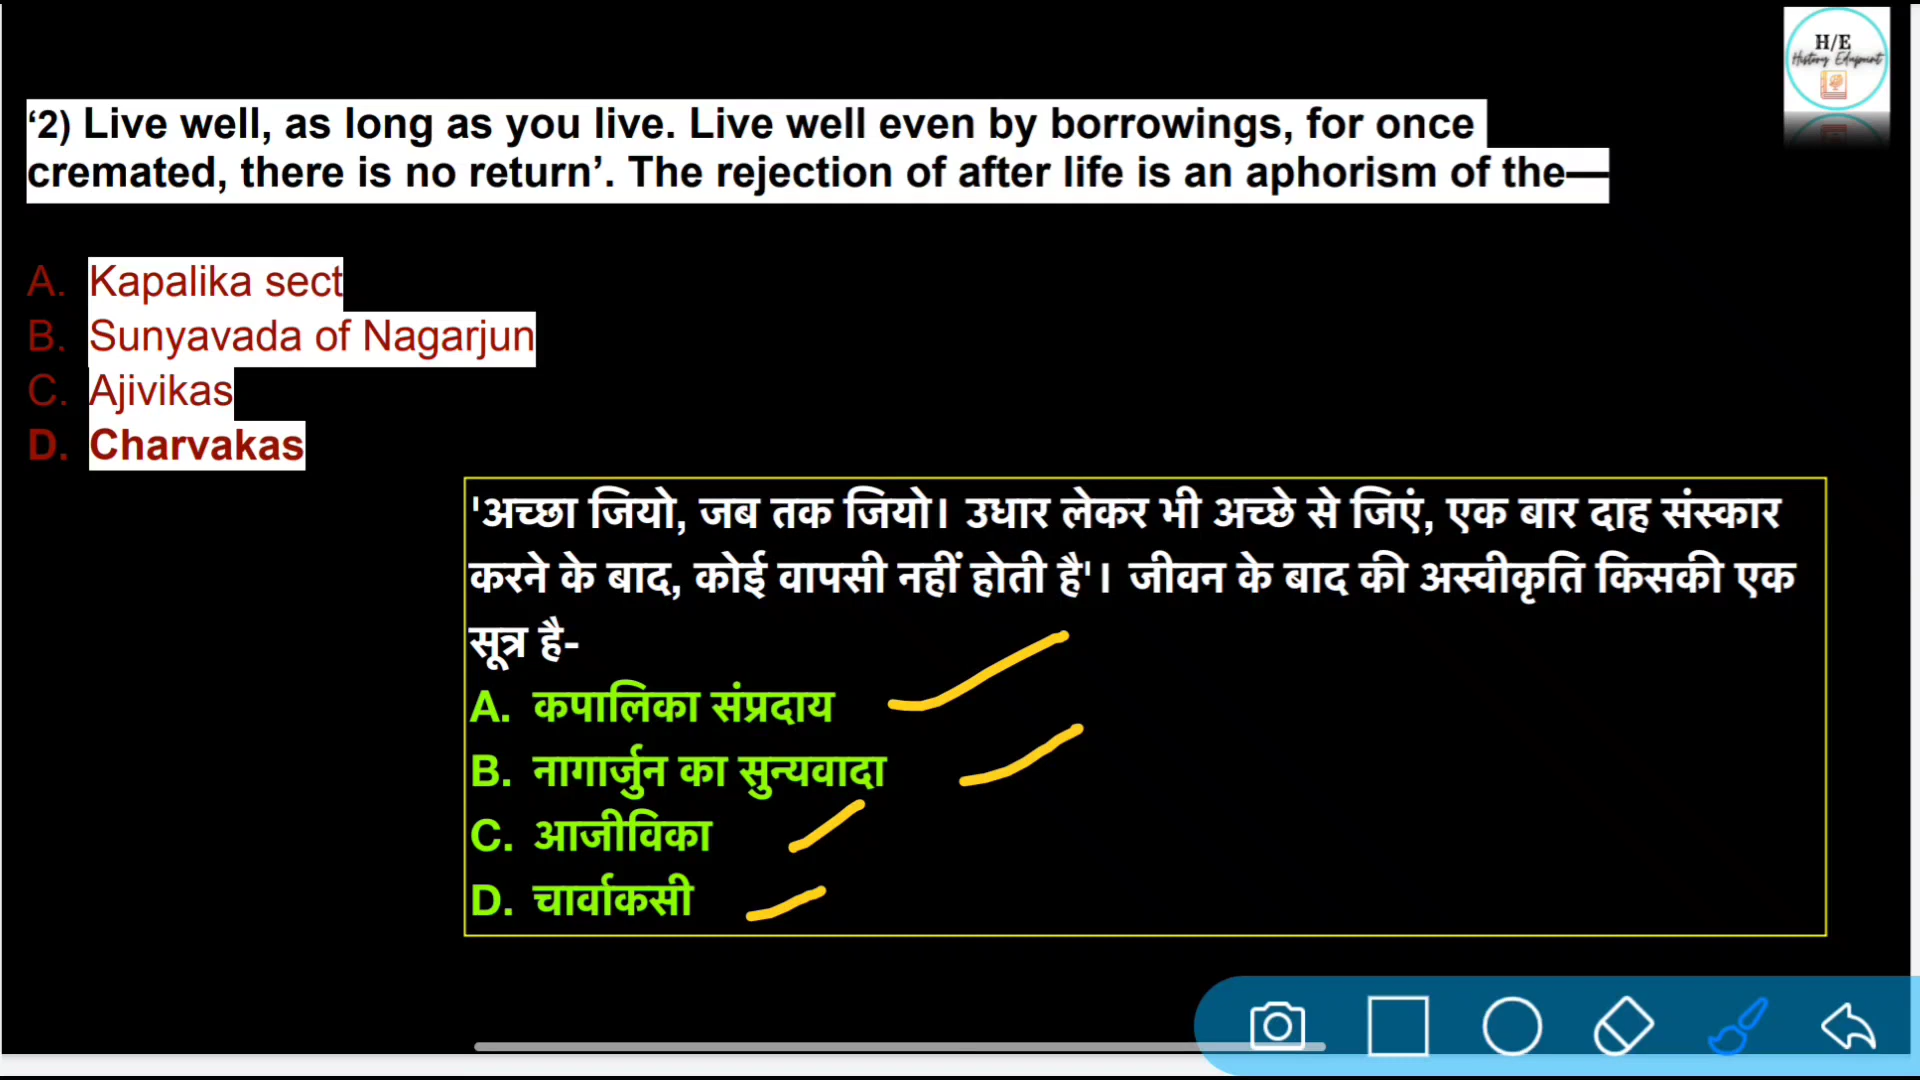 H/E
History Edupoint
‘2) Live well, as long as you live. Live well even by borrowings, for once
cremated, there is no return’. The rejection of after life is an aphorism of the—
A. Kapalika sect
B. Sunyavada of Nagarjun
C. Ajivikas
D. Charvakas
'अच्छा जियो, जब तक जियो। उधार लेकर भी अच्छे से जिएं, एक बार दाह संस्कार
करने के बाद, कोई वापसी नहीं होती है'। जीवन के बाद की अस्वीकृति किसकी एक
सूत्र है-
A. कपालिका संप्रदाय
B. नागार्जुन का सुन्यवादा
C. आजीविका
D. चार्वाकसी